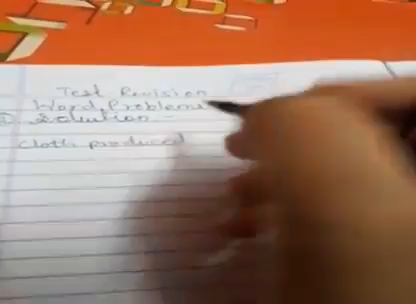 Test Revision
Word Problems
① Solution -
Cloth produced